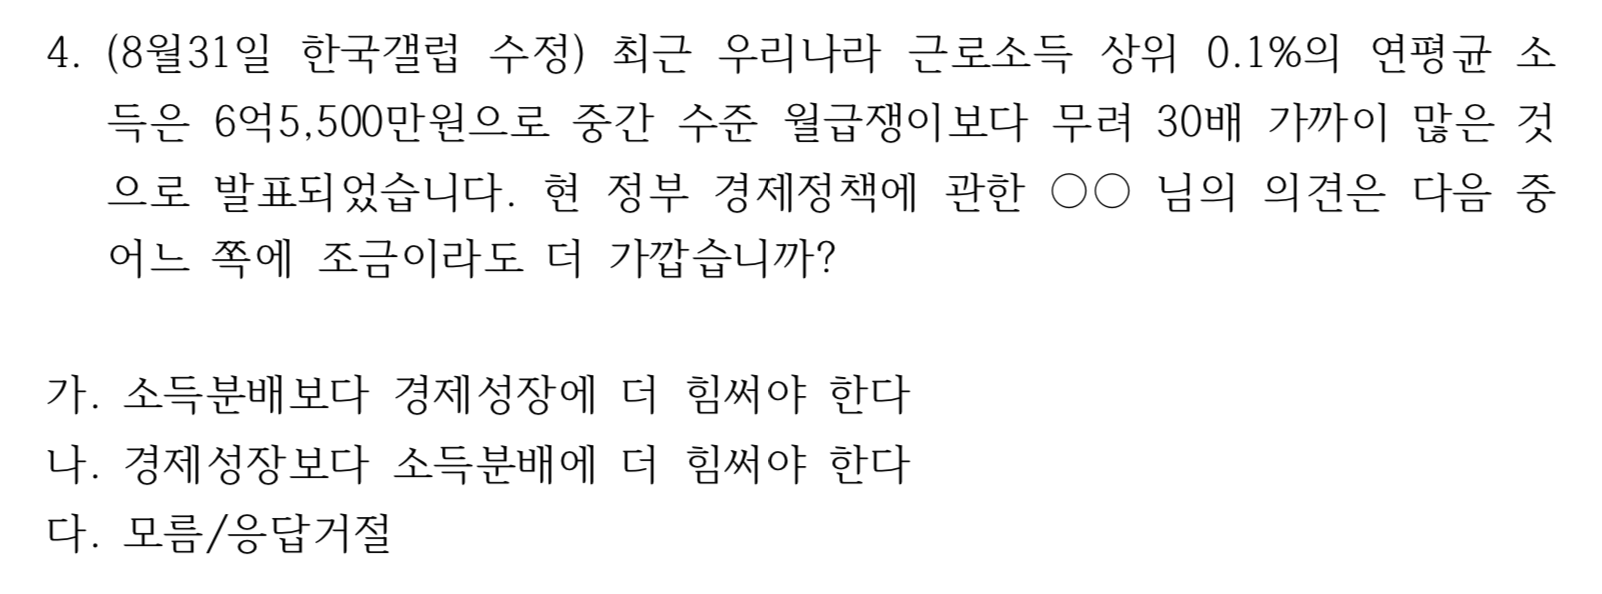 4. (8월31일 한국갤럽 수정) 최근 우리나라 근로소득 상위 0.1%의 연평균 소
득은 6억5,500만원으로 중간 수준 월급쟁이보다 무려 30배 가까이 많은 것
으로 발표되었습니다. 현 정부 경제정책에 관한 ○○ 님의 의견은 다음 중
어느 쪽에 조금이라도 더 가깝습니까?
가. 소득분배보다 경제성장에 더 힘써야 한다
나. 경제성장보다 소득분배에 더 힘써야 한다
다. 모름/응답거절